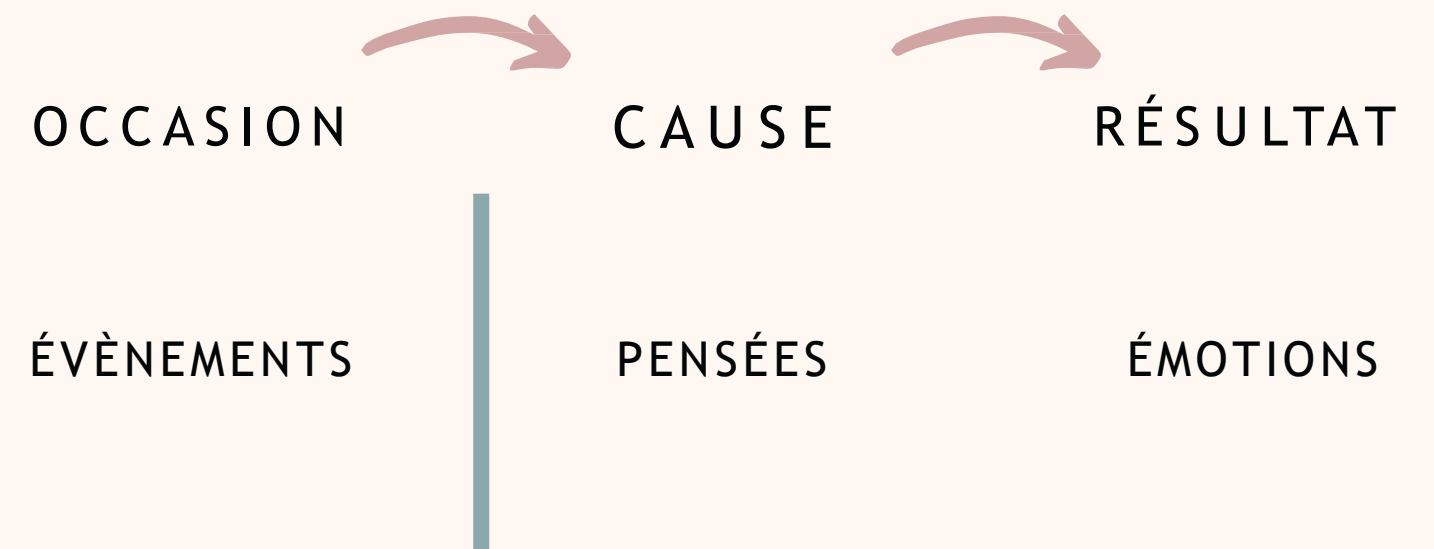 OCCASION CAUSE RÉSULTAT
ÉVÈNEMENTS PENSÉES ÉMOTIONS